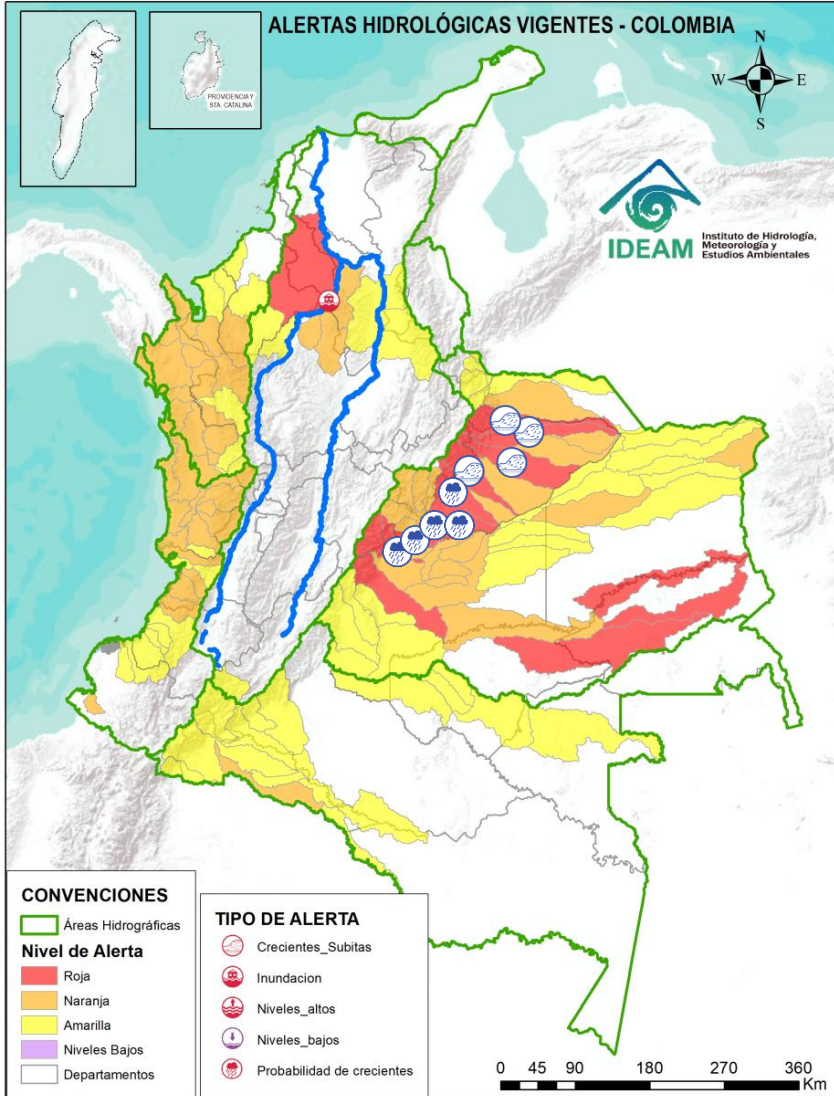 ALERTAS HIDROLÓGICAS VIGENTES - COLOMBIA
PROVIDENCIA Y
STA. CATALINA
N
W
E
S
IDEAM
Instituto de Hidrología,
Meteorología y
Estudios Ambientales
CONVENCIONES
Áreas Hidrográficas
Nivel de Alerta
Roja
Naranja
Amarilla
Niveles Bajos
Departamentos
TIPO DE ALERTA
Crecientes_Subitas
Inundacion
Niveles_altos
Niveles_bajos
Probabilidad de crecientes
0 45 90 180 270 360
Km